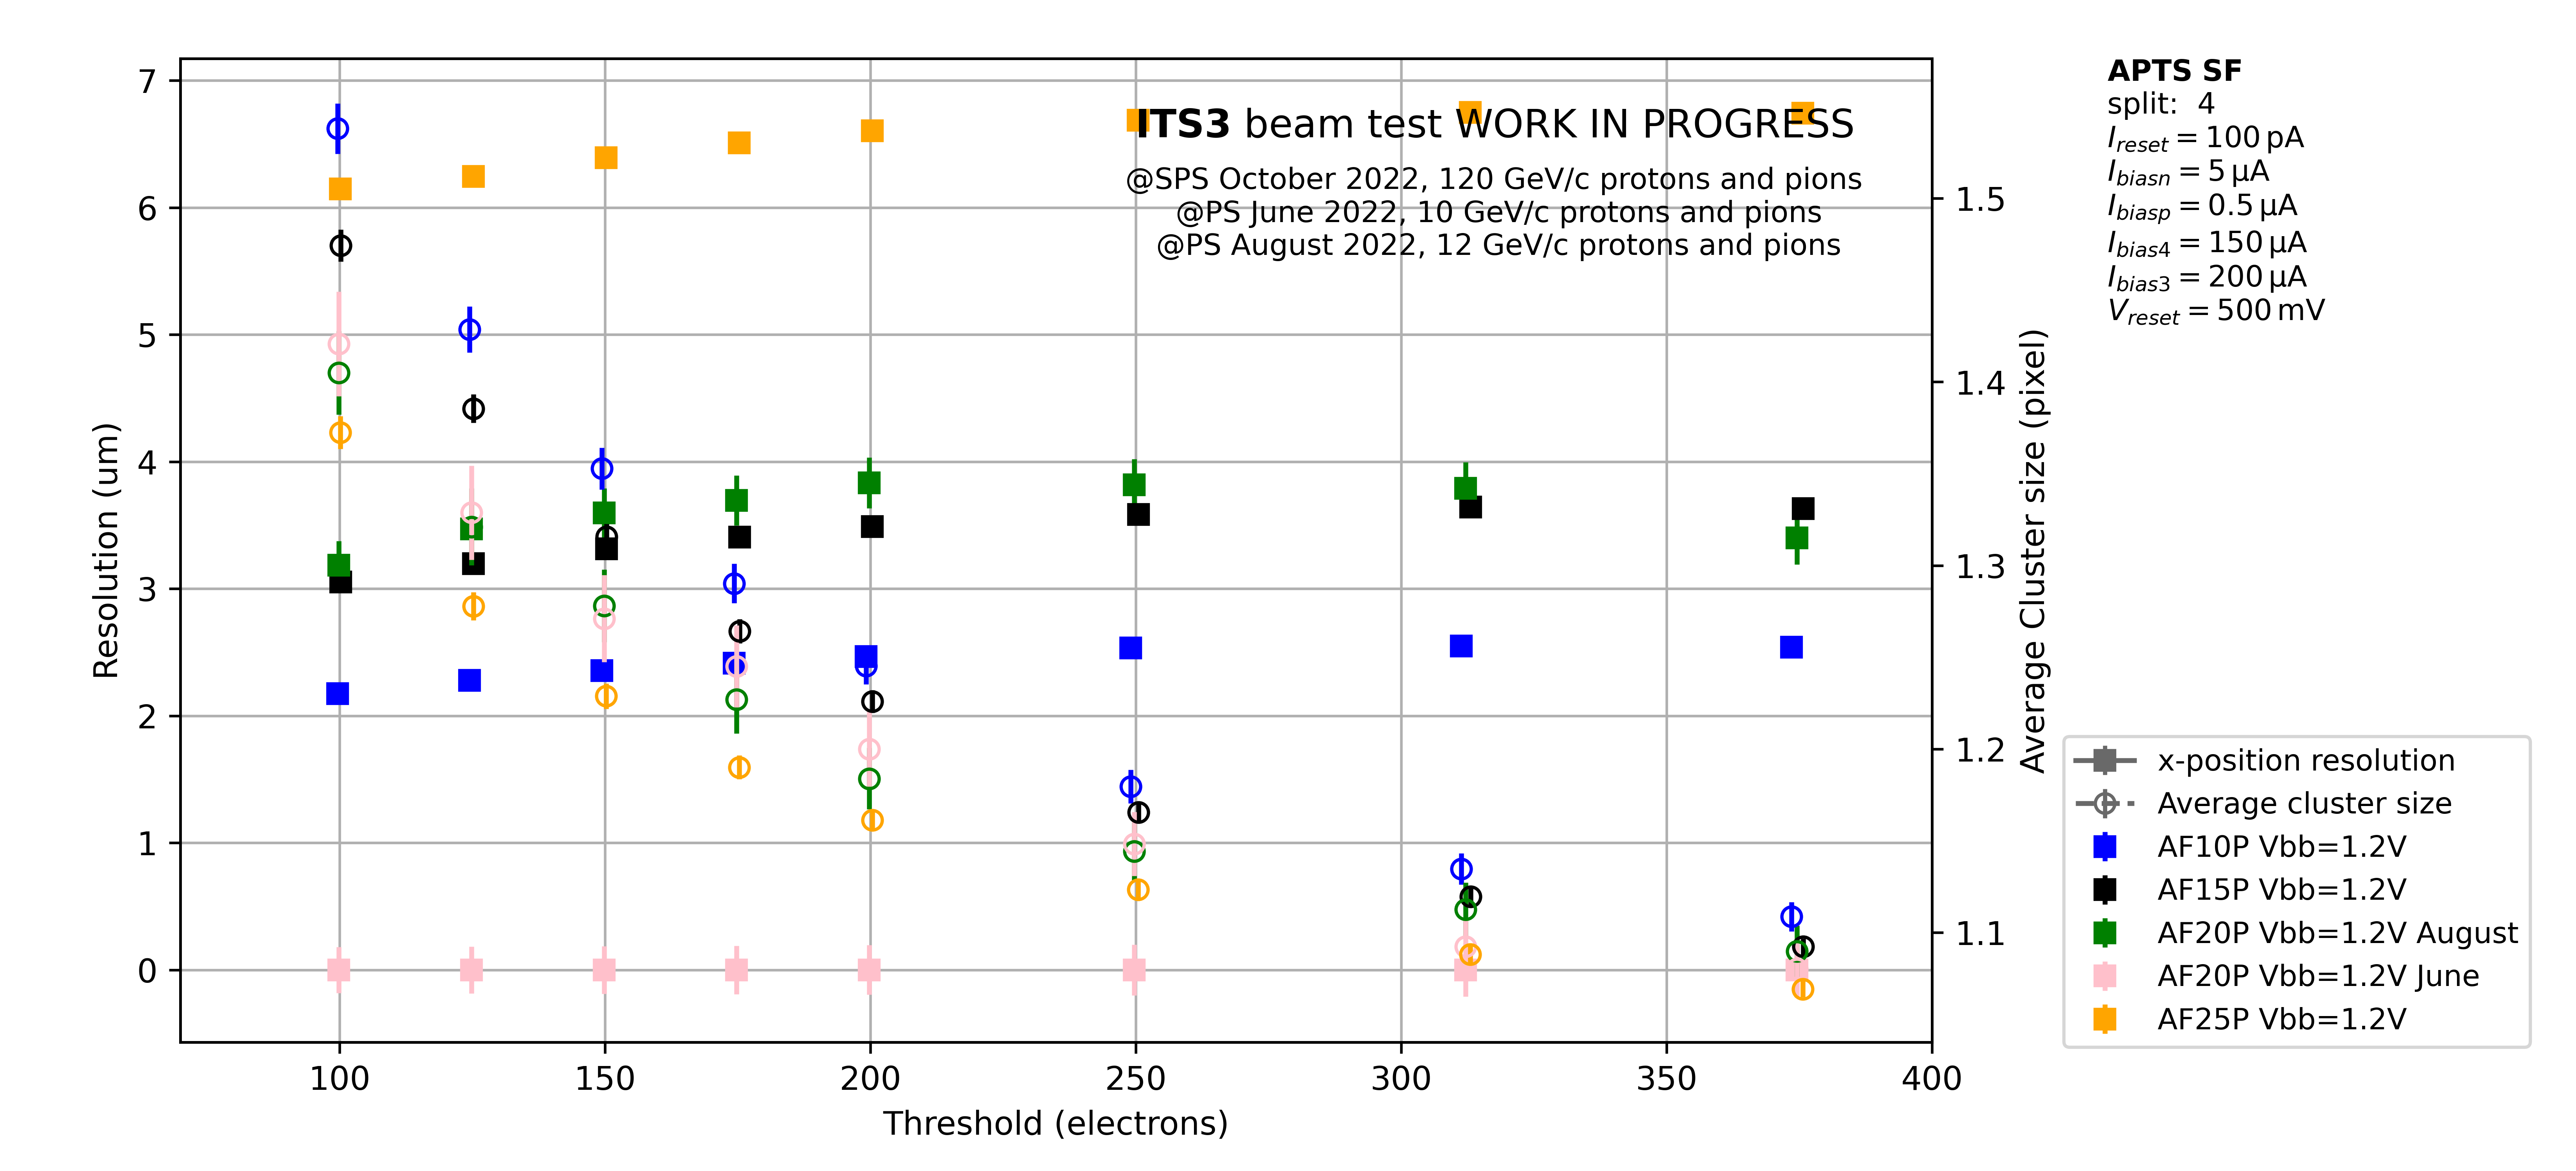 7
6
5
4
3
2
1
0
Resolution (um)
100
150
200
250
300
350
400
Threshold (electrons)
ITS3 beam test WORK IN PROGRESS
@SPS October 2022, 120 GeV/c protons and pions
@PS June 2022, 10 GeV/c protons and pions
@PS August 2022, 12 GeV/c protons and pions
1.5
1.4
1.3
1.2
1.1
Average Cluster size (pixel)
APTS SF
split: 4
I_reset = 100 pA
I_biasn = 5 µA
I_biasp = 0.5 µA
I_bias4 = 150 µA
I_bias3 = 200 µA
V_reset = 500 mV
x-position resolution
Average cluster size
AF10P Vbb=1.2V
AF15P Vbb=1.2V
AF20P Vbb=1.2V August
AF20P Vbb=1.2V June
AF25P Vbb=1.2V